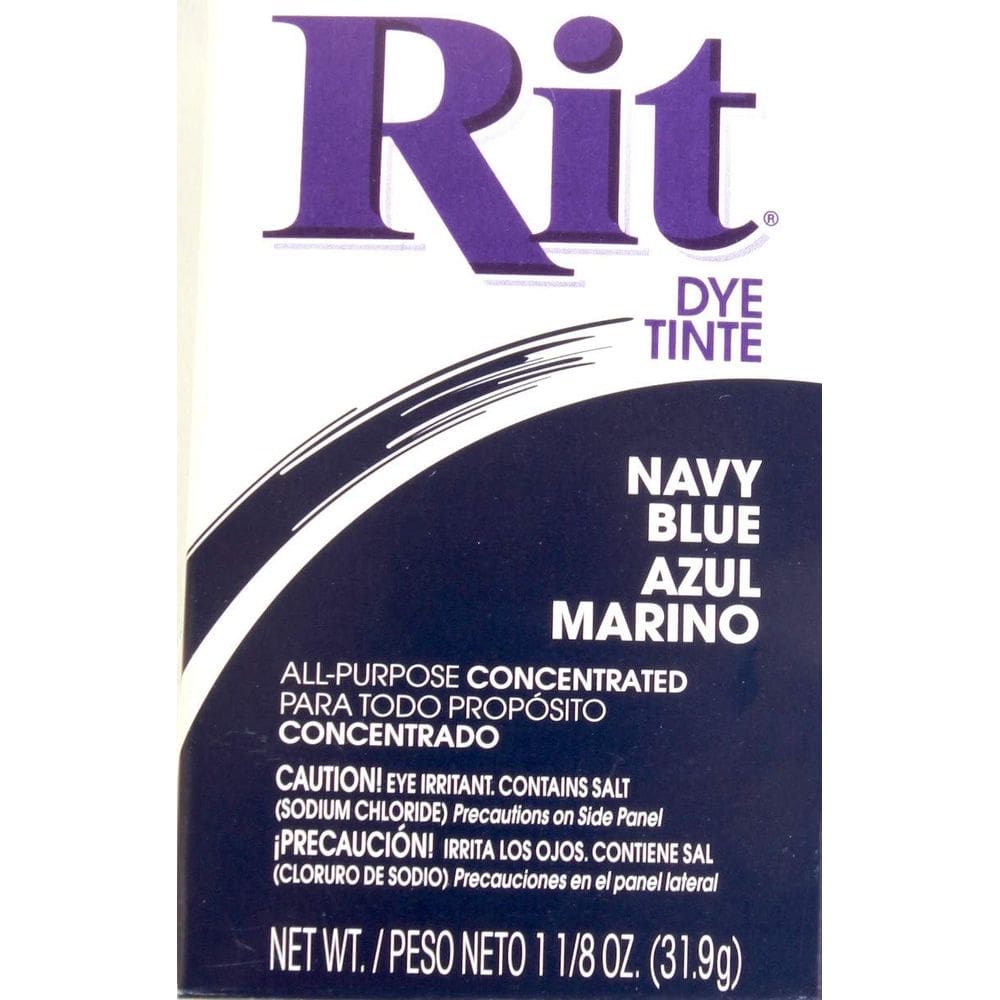 Rit®
DYE
TINTE
NAVY
BLUE
AZUL
MARINO
ALL-PURPOSE CONCENTRATED
PARA TODO PROPÓSITO
CONCENTRADO
CAUTION! EYE IRRITANT. CONTAINS SALT
(SODIUM CHLORIDE) Precautions on Side Panel
¡PRECAUCIÓN! IRRITA LOS OJOS. CONTIENE SAL
(CLORURO DE SODIO) Precauciones en el panel lateral
NET WT. / PESO NETO 1 1/8 OZ. (31.9g)